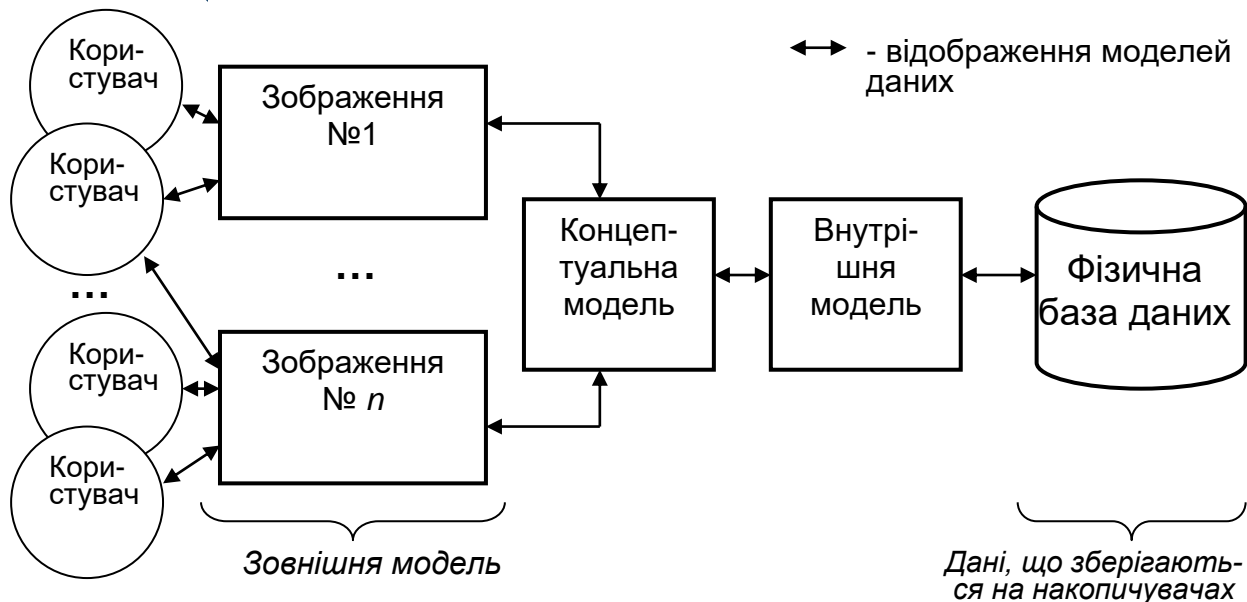 Кори-
стувач
Зображення
№1
- відображення моделей
даних
Кори-
стувач
Концеп-
туальна
модель
Внутрі-
шня
модель
Фізична
база даних
...
...
Кори-
стувач
Зображення
№ n
Кори-
стувач
Зовнішня модель
Дані, що зберігають-
ся на накопичувачах